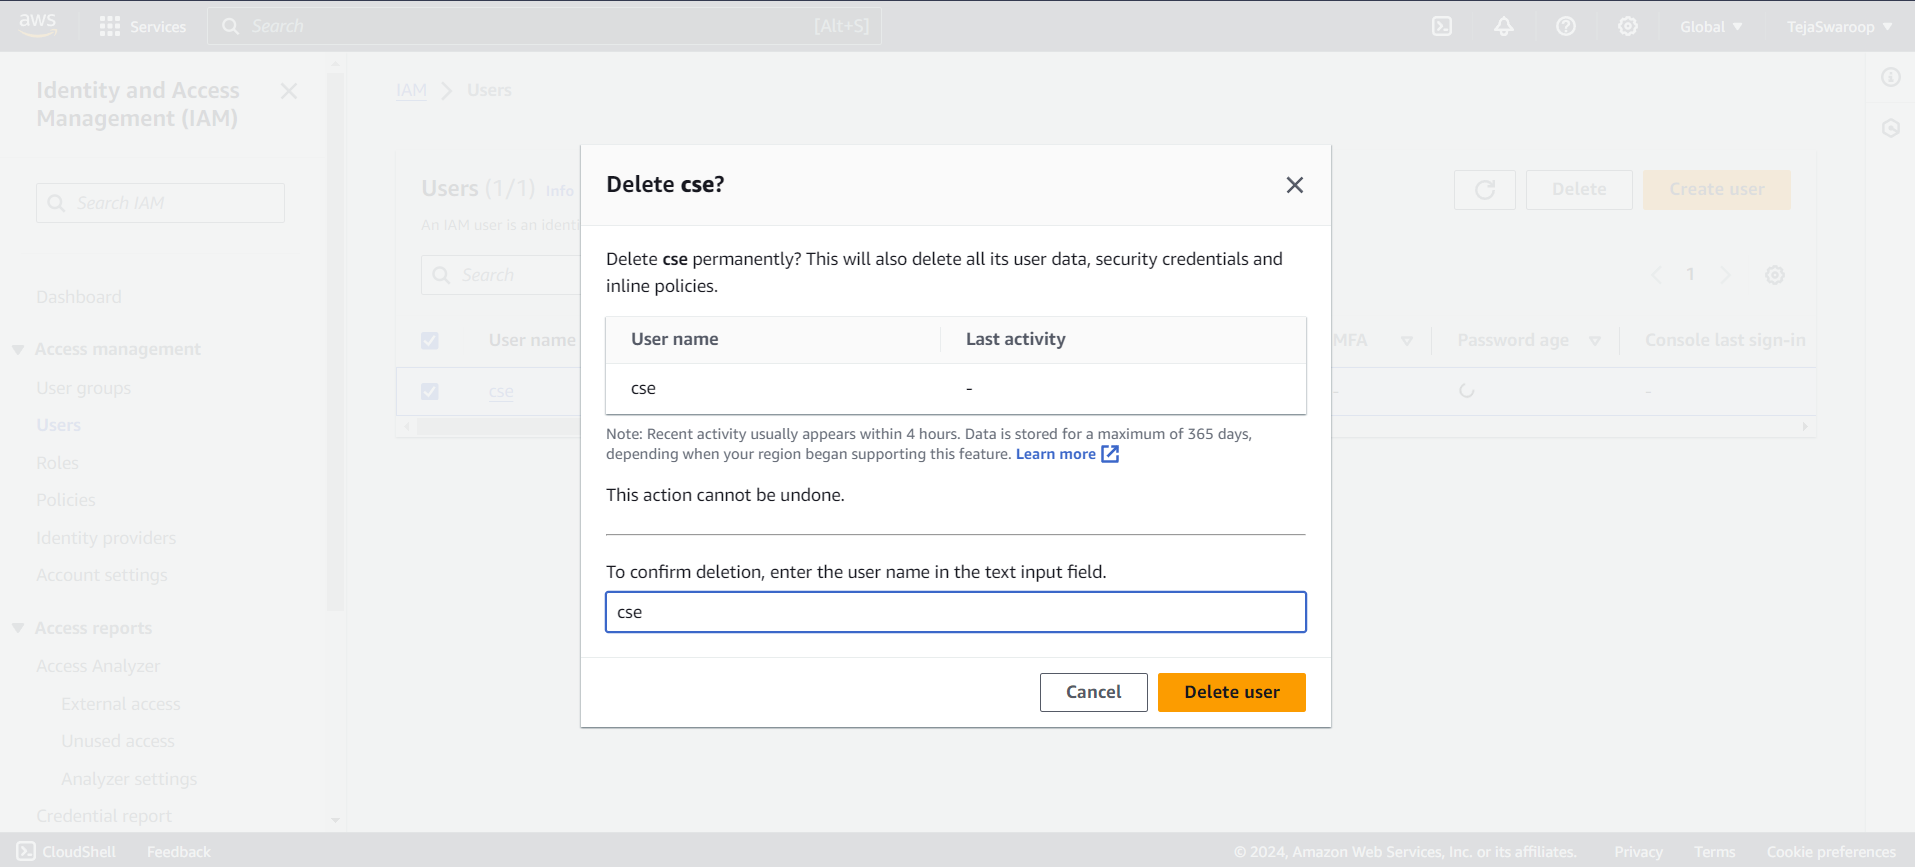 aws
Services
Search
[Alt+S]
Global
TejaSwaroop
Identity and Access
Management (IAM)
Search IAM
Dashboard
Access management
User groups
Users
Roles
Policies
Identity providers
Account settings
Access reports
Access Analyzer
External access
Unused access
Analyzer settings
Credential report
IAM
Users
Users (1/1) Info
An IAM user is an identi
Delete
Create user
Search
1
User name
MFA
Password age
Console last sign-in
cse
-
-
Delete cse?
Delete cse permanently? This will also delete all its user data, security credentials and
inline policies.
User name
Last activity
cse
-
Note: Recent activity usually appears within 4 hours. Data is stored for a maximum of 365 days,
depending when your region began supporting this feature. Learn more
This action cannot be undone.
To confirm deletion, enter the user name in the text input field.
cse
Cancel
Delete user
CloudShell
Feedback
© 2024, Amazon Web Services, Inc. or its affiliates.
Privacy
Terms
Cookie preferences